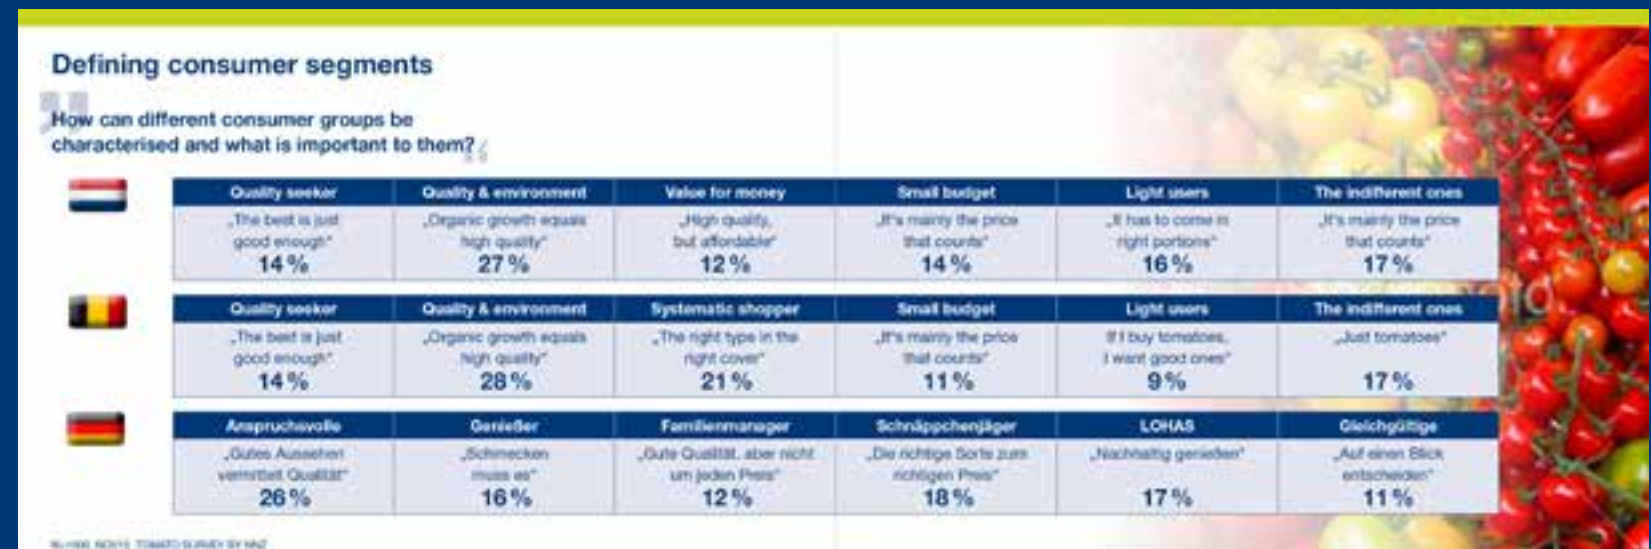 Defining consumer segments
How can different consumer groups be
characterised and what is important to them?
Quality seeker Quality & environment Value for money Small budget Light users The indifferent ones
„The best is just „Organic growth equals „High quality, „It's mainly the price „It has to come in „It's mainly the price
good enough“ high quality“ but affordable“ that counts“ right portions“ that counts“
14 % 27 % 12 % 14 % 16 % 17 %
Quality seeker Quality & environment Systematic shopper Small budget Light users The indifferent ones
„The best is just „Organic growth equals „The right type in the „It's mainly the price If I buy tomatoes, „Just tomatoes“
good enough“ high quality“ right cover“ that counts“ I want good ones“
14 % 28 % 21 % 11 % 9 % 17 %
Anspruchsvolle Genießer Familienmanager Schnäppchenjäger LOHAS Gleichgültige
„Gutes Aussehen „Schmecken „Gute Qualität, aber nicht „Die richtige Sorte zum „Nachhaltig genießen“ „Auf einen Blick
vermittelt Qualität“ muss es“ um jeden Preis“ richtigen Preis“ entscheiden“
26 % 16 % 12 % 18 % 17 % 11 %
TOMATO SURVEY BY